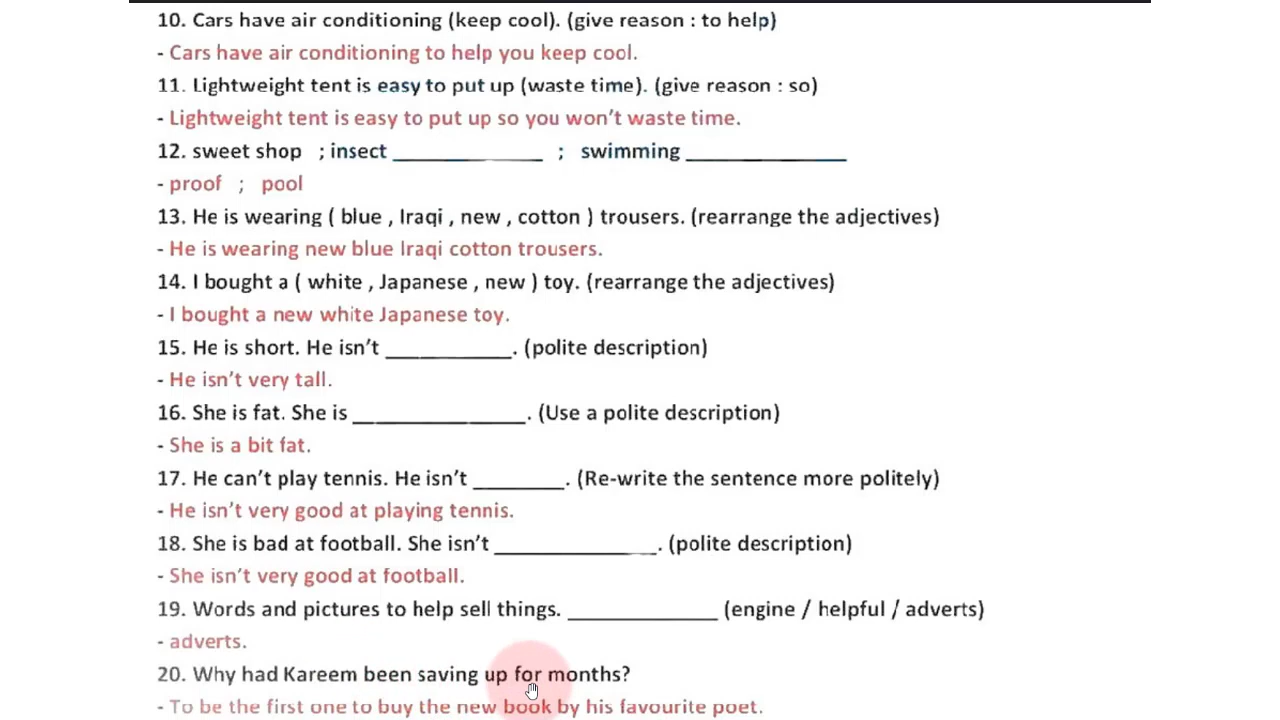 10. Cars have air conditioning (keep cool). (give reason : to help)
- Cars have air conditioning to help you keep cool.
11. Lightweight tent is easy to put up (waste time). (give reason : so)
- Lightweight tent is easy to put up so you won't waste time.
12. sweet shop ; insect _____________ ; swimming ______________
- proof ; pool
13. He is wearing ( blue , Iraqi , new , cotton ) trousers. (rearrange the adjectives)
- He is wearing new blue Iraqi cotton trousers.
14. I bought a ( white , Japanese , new ) toy. (rearrange the adjectives)
- I bought a new white Japanese toy.
15. He is short. He isn't ___________. (polite description)
- He isn't very tall.
16. She is fat. She is _______________. (Use a polite description)
- She is a bit fat.
17. He can't play tennis. He isn't ________. (Re-write the sentence more politely)
- He isn't very good at playing tennis.
18. She is bad at football. She isn't ______________. (polite description)
- She isn't very good at football.
19. Words and pictures to help sell things. _____________ (engine / helpful / adverts)
- adverts.
20. Why had Kareem been saving up for months?
- To be the first one to buy the new book by his favourite poet.